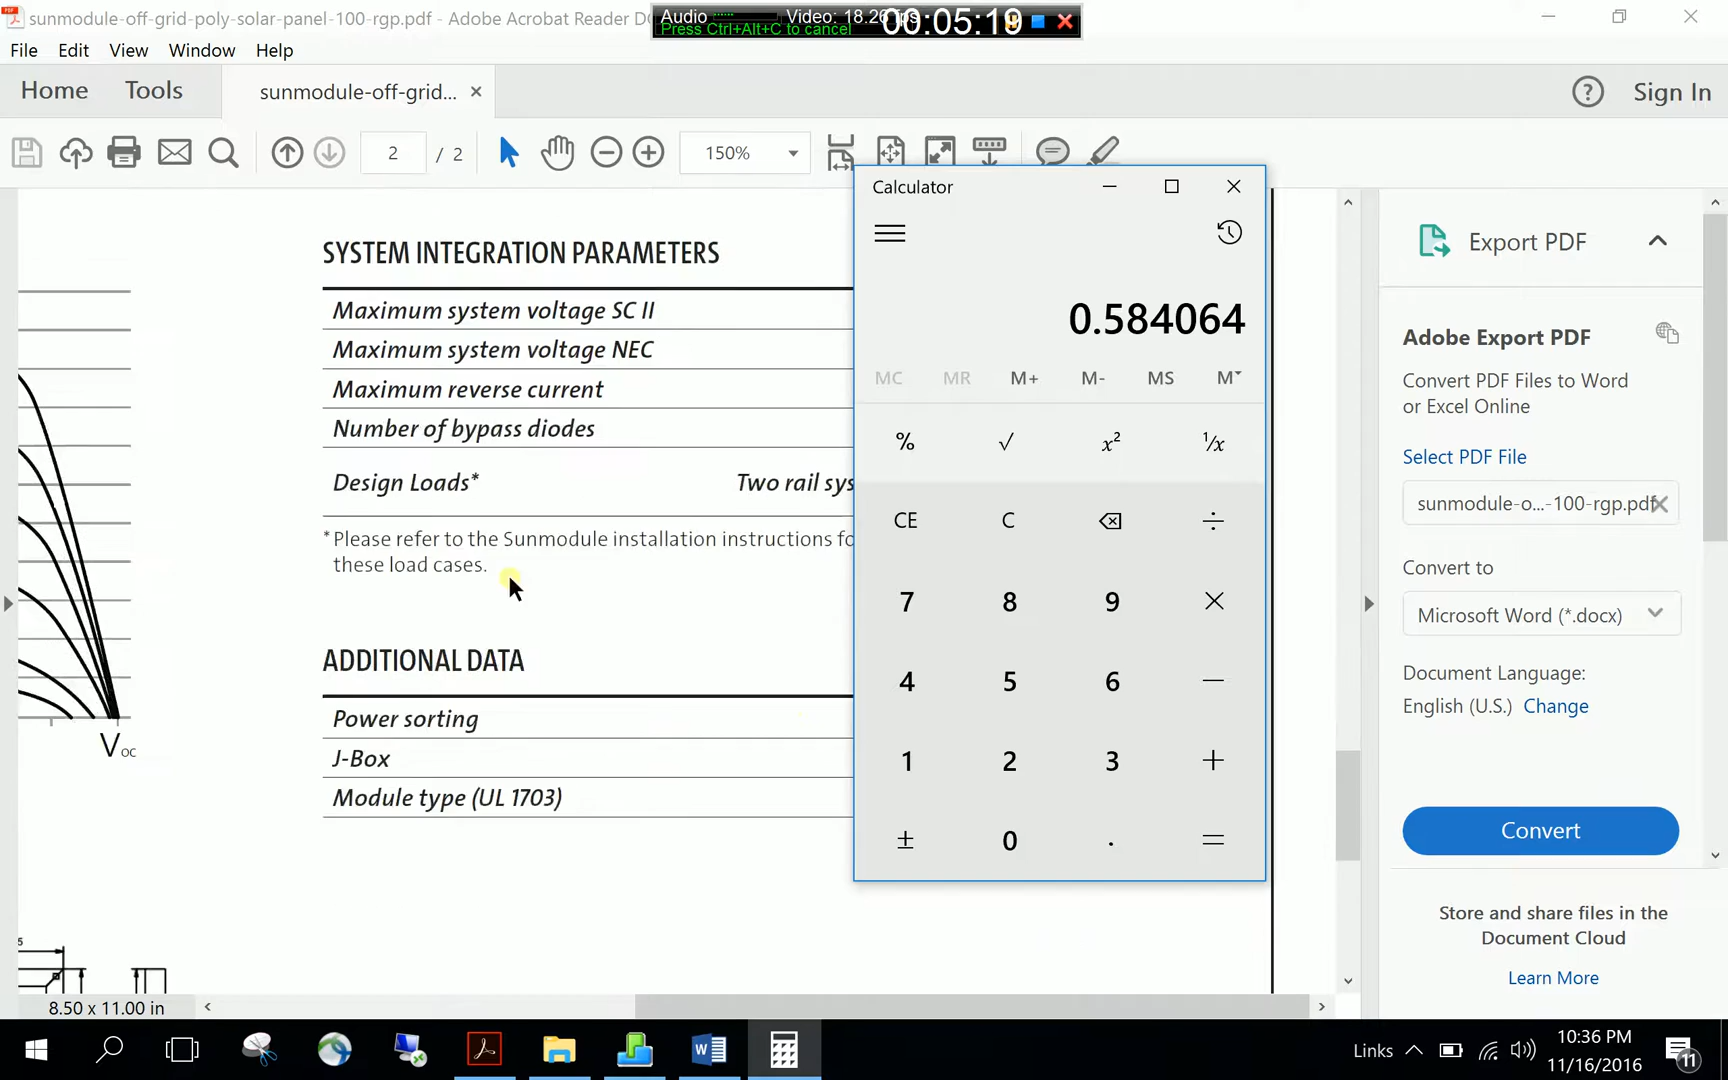 sunmodule-off-grid-poly-solar-panel-100-rgp.pdf - Adobe Acrobat Reader
Audio Video: 18.26 fps 00:05:19
Press Ctrl+Alt+C to cancel
File Edit View Window Help
Home Tools sunmodule-off-grid... × ? Sign In
2 / 2 150%
Calculator
0.584064
MC MR M+ M- MS M˅
% √ x² ¹/x
CE C ÷
7 8 9 ×
4 5 6 −
1 2 3 +
± 0 . =
SYSTEM INTEGRATION PARAMETERS
Maximum system voltage SC II
Maximum system voltage NEC
Maximum reverse current
Number of bypass diodes
Design Loads* Two rail sys
*Please refer to the Sunmodule installation instructions fo
these load cases.
ADDITIONAL DATA
Power sorting
J-Box
Module type (UL 1703)
Voc
8.50 x 11.00 in
Export PDF
Adobe Export PDF
Convert PDF Files to Word
or Excel Online
Select PDF File
sunmodule-o...-100-rgp.pdf
Convert to
Microsoft Word (*.docx)
Document Language:
English (U.S.) Change
Convert
Store and share files in the
Document Cloud
Learn More
Links 10:36 PM
11/16/2016 11